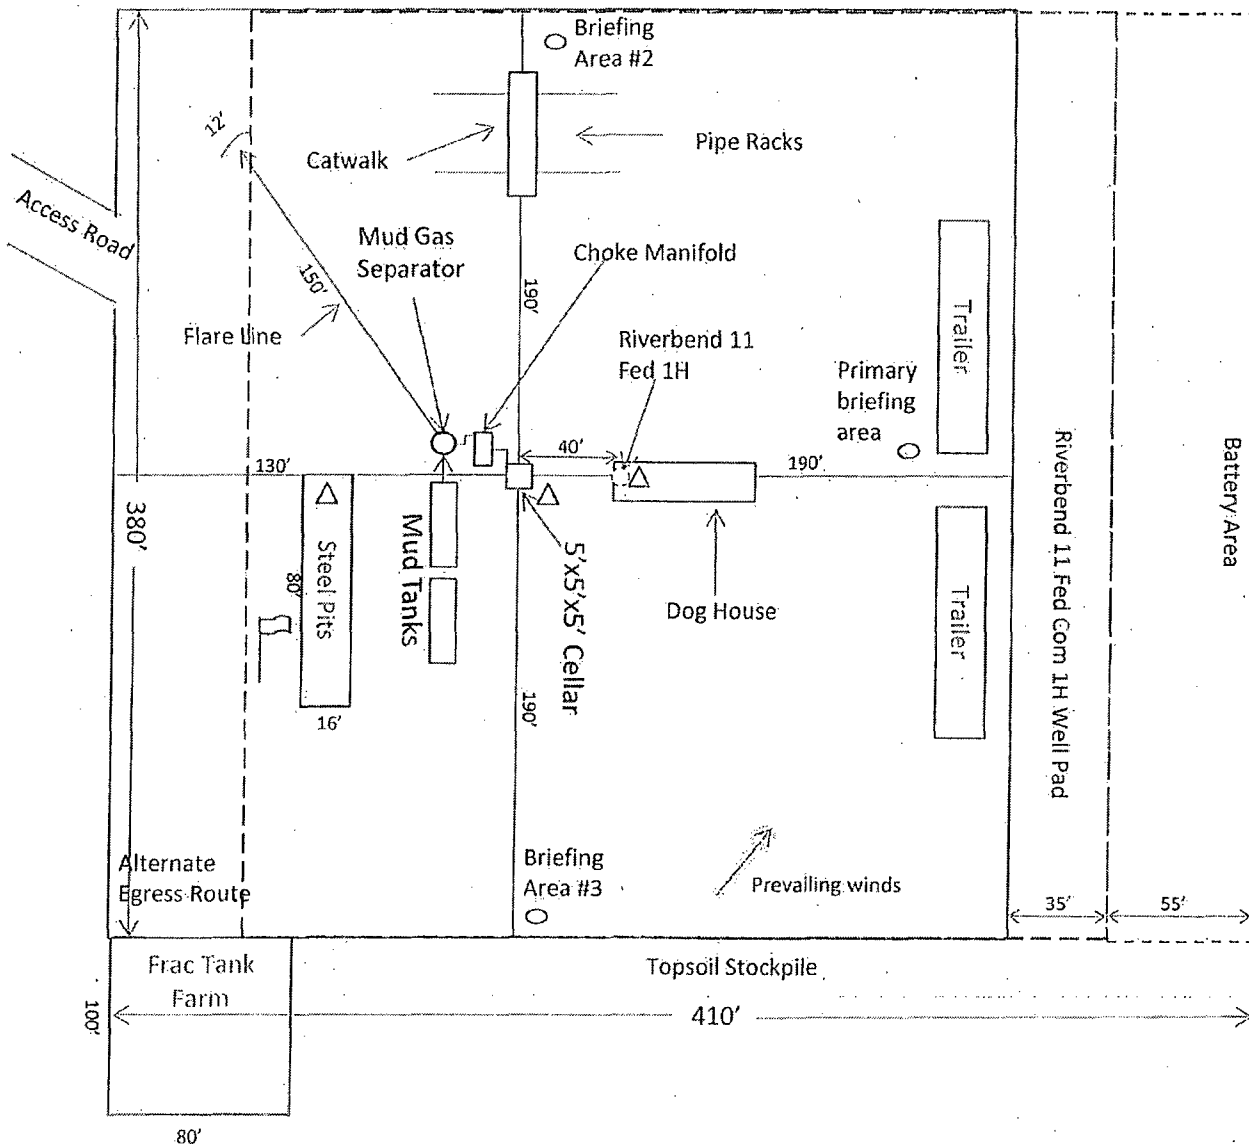 Briefing
Area #2
12'
Catwalk
Pipe Racks
Access Road
Mud Gas
Separator
Choke Manifold
150'
190'
Flare Line
Riverbend 11
Fed 1H
Trailer
Primary
briefing
area
40'
130'
190'
380'
Steel Pits
80'
16'
Mud Tanks
5'x5'x5' Cellar
Dog House
Trailer
Riverbend 11 Fed Com 1H Well Pad
Battery Area
190'
Alternate
Egress Route
Briefing
Area #3
Prevailing winds
35'
55'
Frac Tank
Farm
Topsoil Stockpile
100'
410'
80'